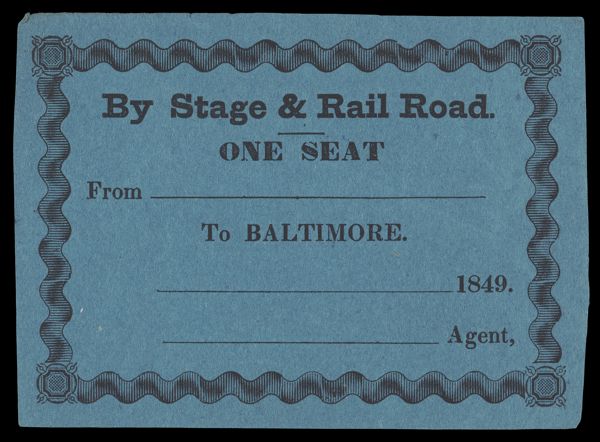 By Stage & Rail Road.
ONE SEAT
From
To BALTIMORE.
1849.
Agent,